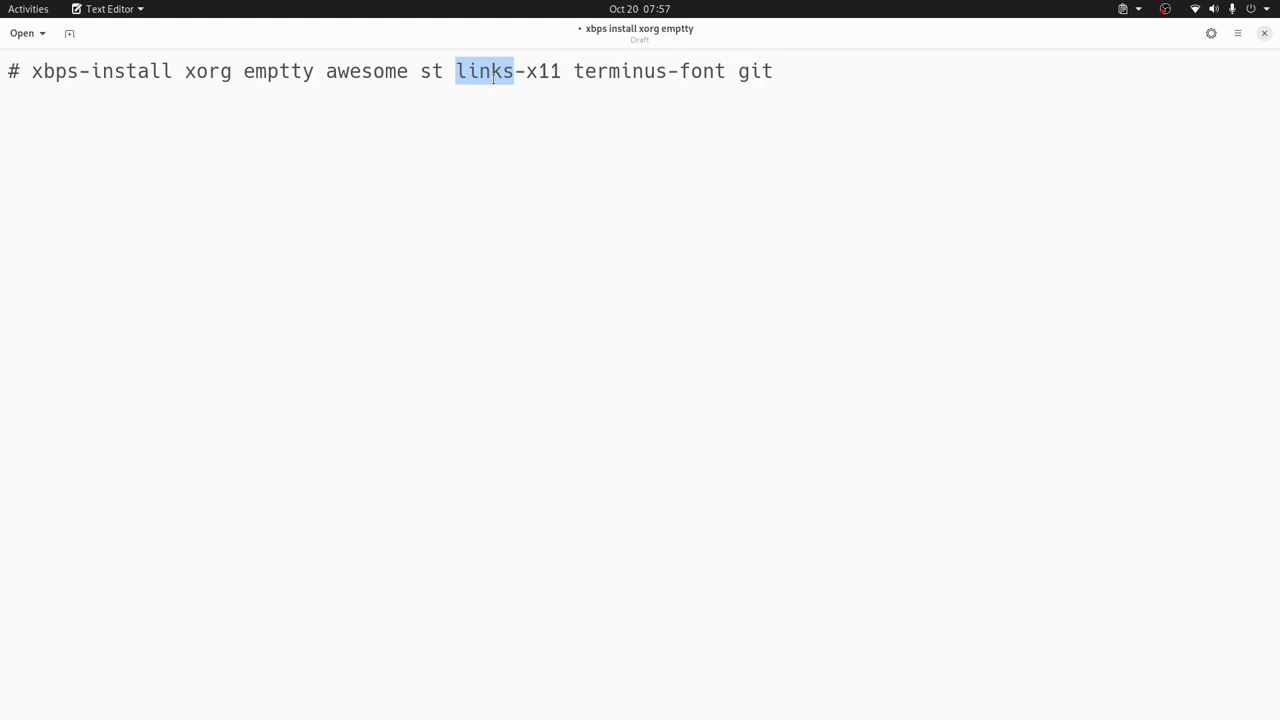 Activities Text Editor Oct 20 07:57
Open • xbps install xorg emptty
Draft
# xbps-install xorg emptty awesome st links-x11 terminus-font git